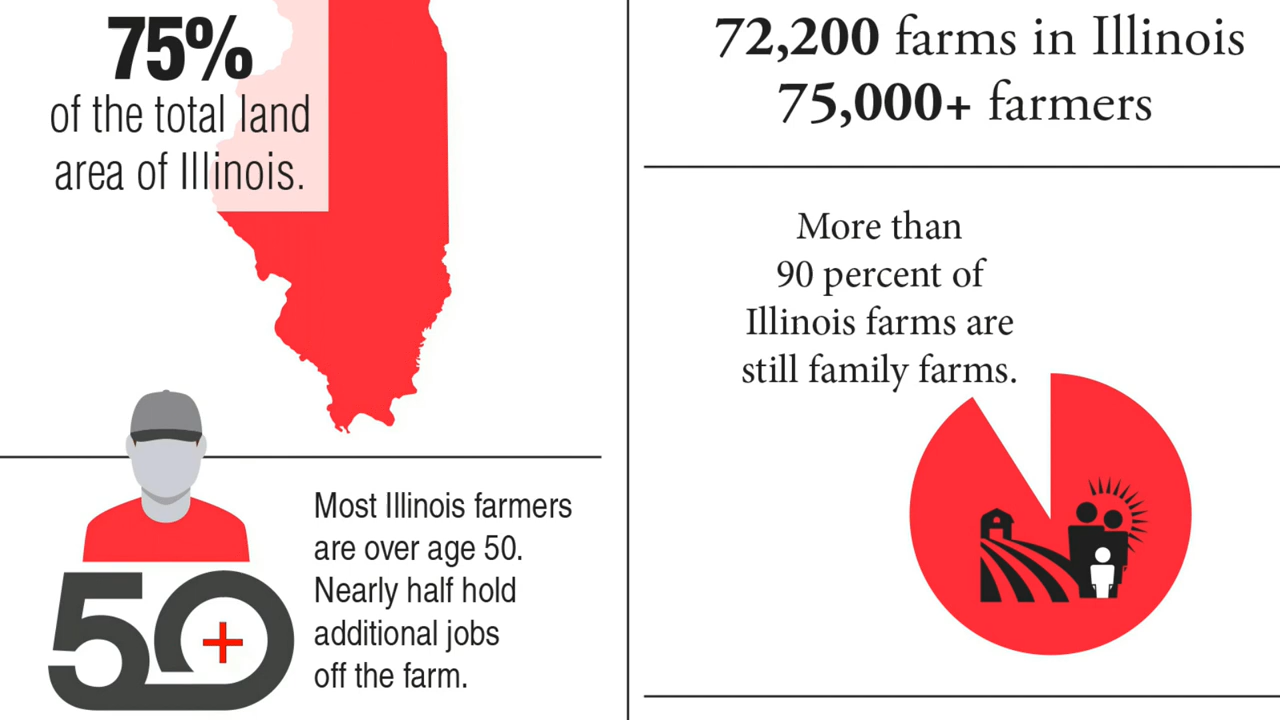 75%
of the total land
area of Illinois.
50
+
Most Illinois farmers
are over age 50.
Nearly half hold
additional jobs
off the farm.
72,200 farms in Illinois
75,000+ farmers
More than
90 percent of
Illinois farms are
still family farms.